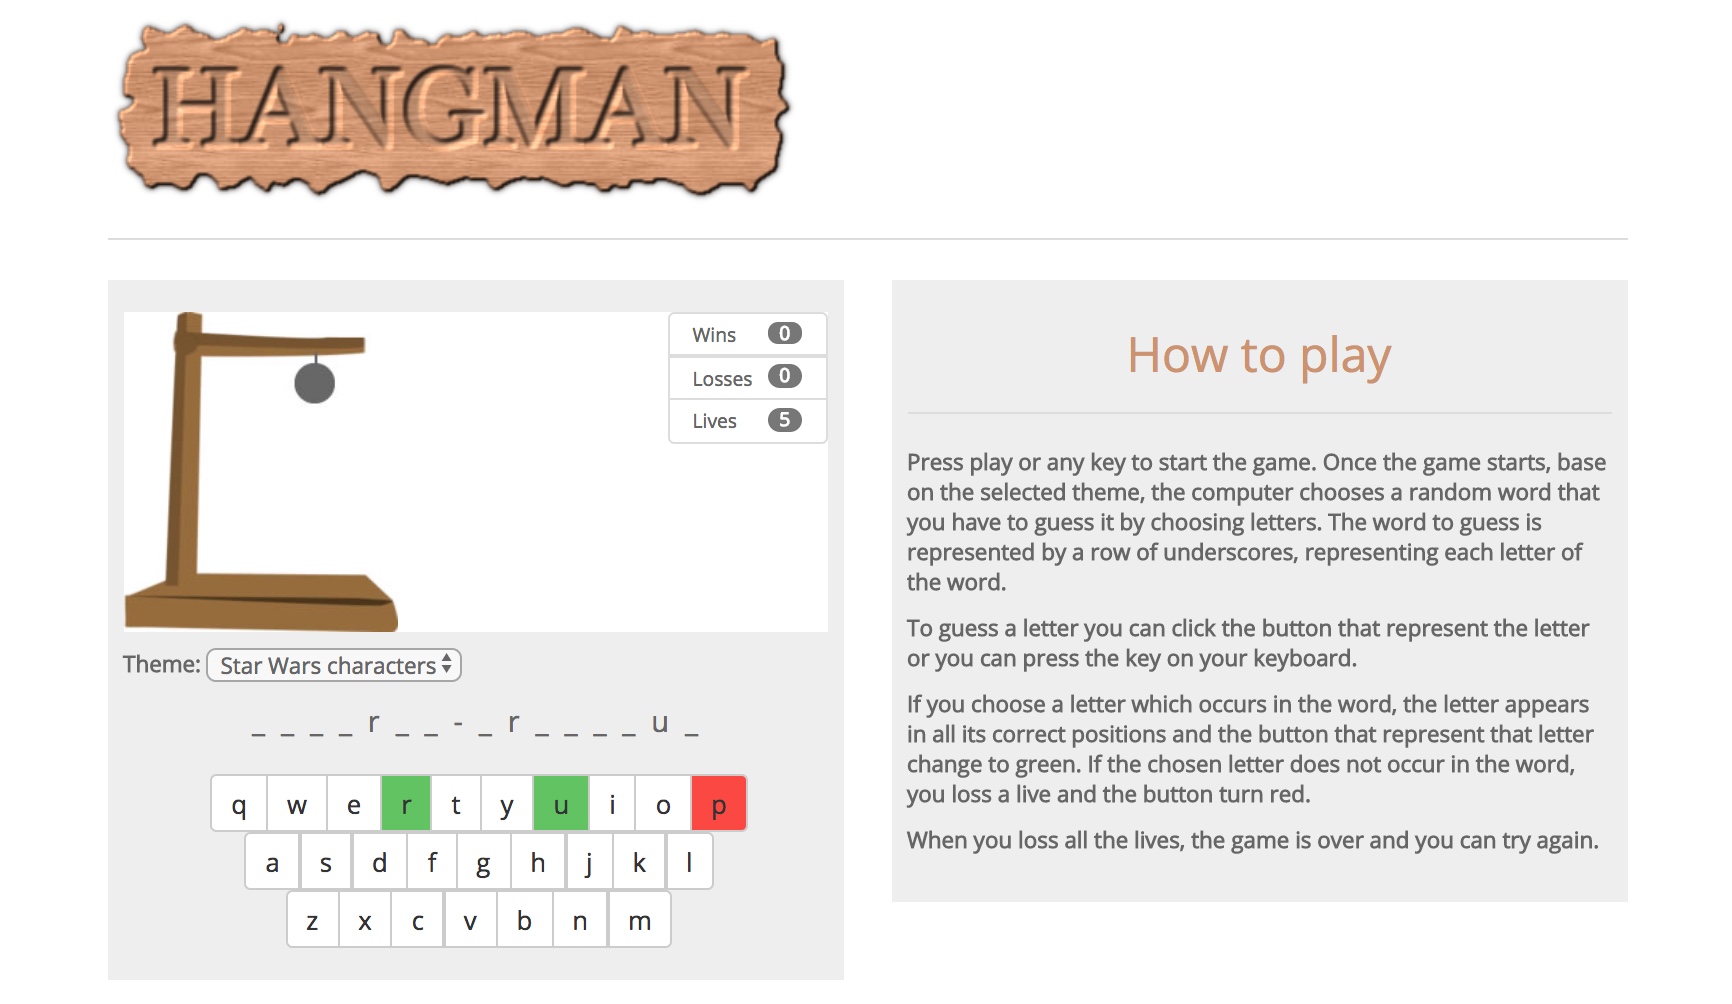 HANGMAN
Wins 0
Losses 0
Lives 5
Theme: Star Wars characters
_ _ _ _ r _ _ - _ r _ _ _ _ u _
q w e r t y u i o p
a s d f g h j k l
z x c v b n m
How to play
Press play or any key to start the game. Once the game starts, base
on the selected theme, the computer chooses a random word that
you have to guess it by choosing letters. The word to guess is
represented by a row of underscores, representing each letter of
the word.
To guess a letter you can click the button that represent the letter
or you can press the key on your keyboard.
If you choose a letter which occurs in the word, the letter appears
in all its correct positions and the button that represent that letter
change to green. If the chosen letter does not occur in the word,
you loss a live and the button turn red.
When you loss all the lives, the game is over and you can try again.